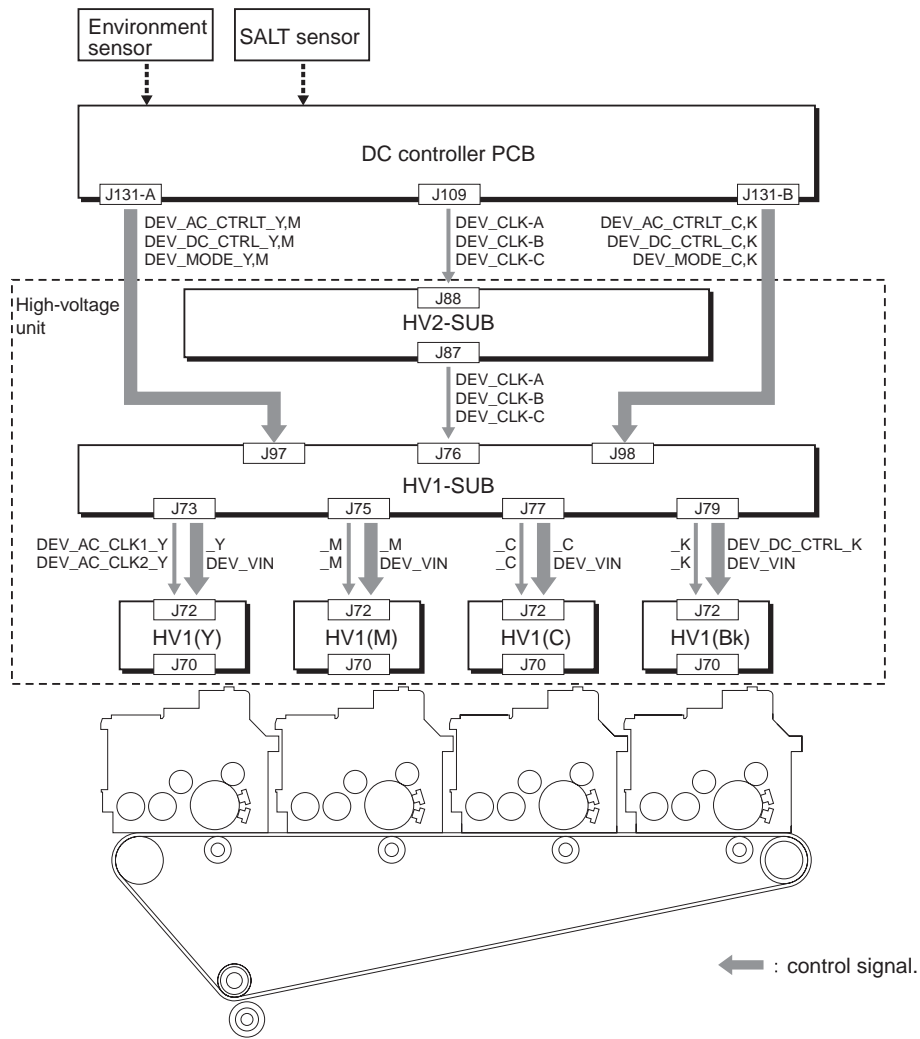 Environment
sensor
SALT sensor
DC controller PCB
J131-A
J109
J131-B
DEV_AC_CTRLT_Y,M
DEV_DC_CTRL_Y,M
DEV_MODE_Y,M
DEV_CLK-A
DEV_CLK-B
DEV_CLK-C
DEV_AC_CTRLT_C,K
DEV_DC_CTRL_C,K
DEV_MODE_C,K
High-voltage
unit
J88
HV2-SUB
J87
DEV_CLK-A
DEV_CLK-B
DEV_CLK-C
J97
J76
J98
HV1-SUB
J73
J75
J77
J79
DEV_AC_CLK1_Y
DEV_AC_CLK2_Y
_Y
DEV_VIN
_M
_M
_M
DEV_VIN
_C
_C
_C
DEV_VIN
_K
_K
DEV_DC_CTRL_K
DEV_VIN
J72
J72
J72
J72
HV1(Y)
HV1(M)
HV1(C)
HV1(Bk)
J70
J70
J70
J70
: control signal.